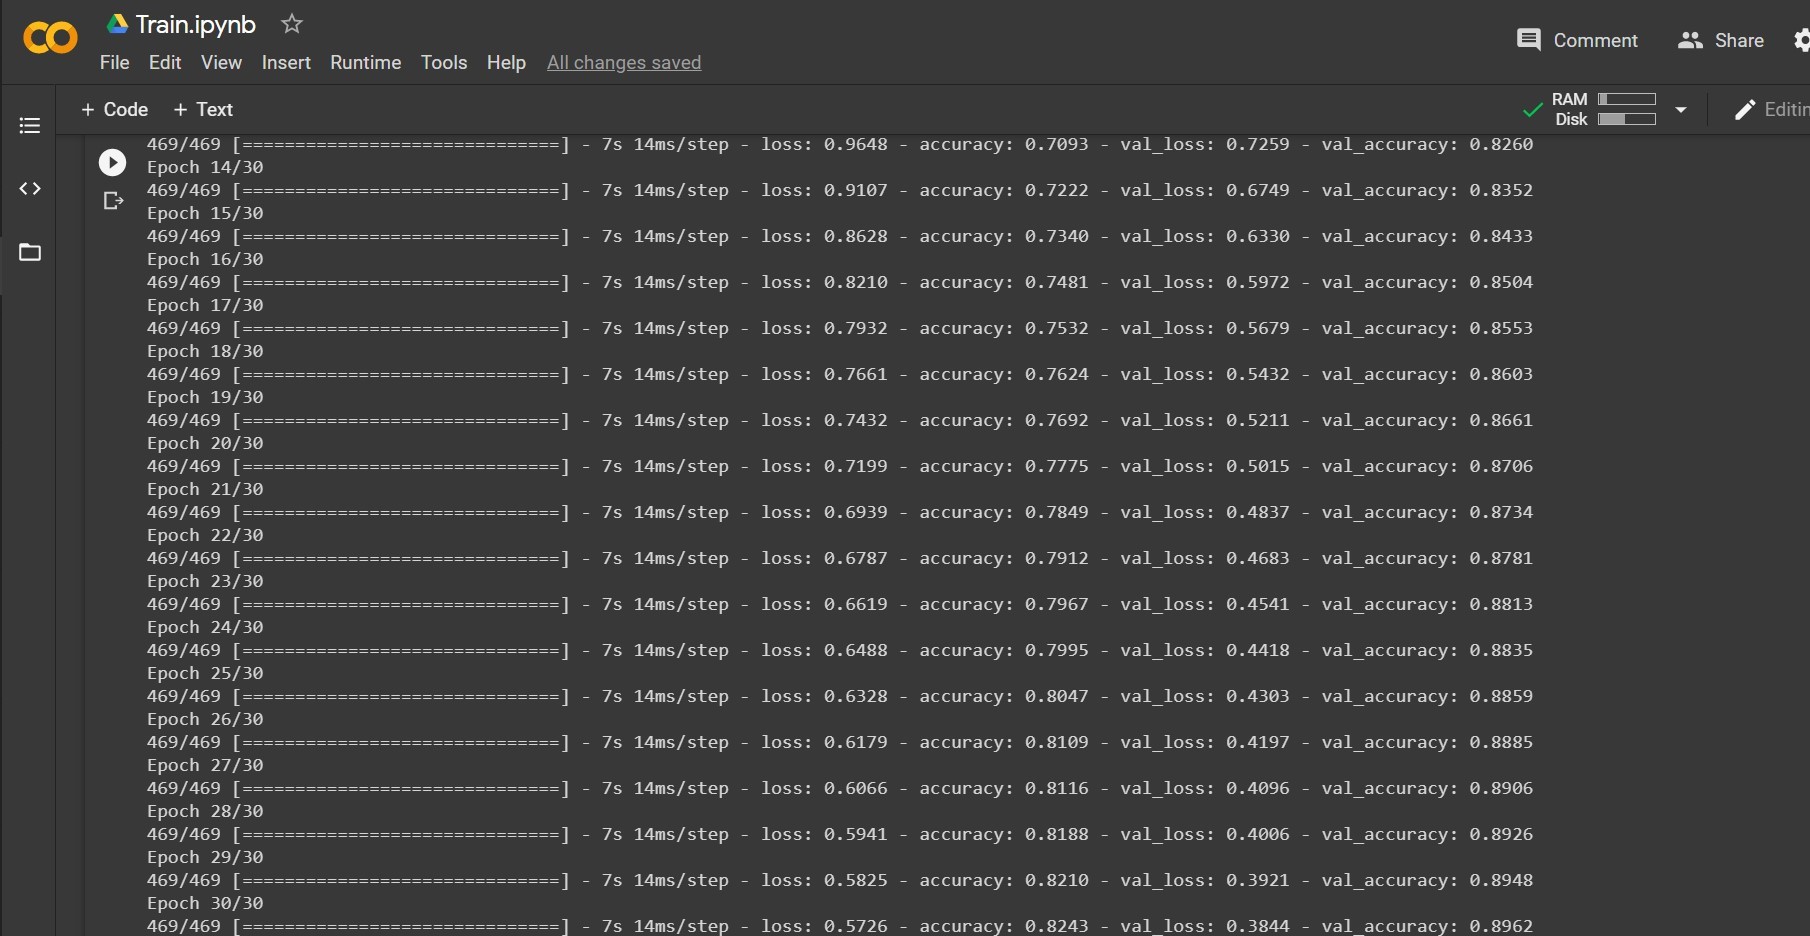 Train.ipynb
File Edit View Insert Runtime Tools Help All changes saved
Comment Share
+ Code + Text
RAM
Disk
469/469 [==============================] - 7s 14ms/step - loss: 0.9648 - accuracy: 0.7093 - val_loss: 0.7259 - val_accuracy: 0.8260
Epoch 14/30
469/469 [==============================] - 7s 14ms/step - loss: 0.9107 - accuracy: 0.7222 - val_loss: 0.6749 - val_accuracy: 0.8352
Epoch 15/30
469/469 [==============================] - 7s 14ms/step - loss: 0.8628 - accuracy: 0.7340 - val_loss: 0.6330 - val_accuracy: 0.8433
Epoch 16/30
469/469 [==============================] - 7s 14ms/step - loss: 0.8210 - accuracy: 0.7481 - val_loss: 0.5972 - val_accuracy: 0.8504
Epoch 17/30
469/469 [==============================] - 7s 14ms/step - loss: 0.7932 - accuracy: 0.7532 - val_loss: 0.5679 - val_accuracy: 0.8553
Epoch 18/30
469/469 [==============================] - 7s 14ms/step - loss: 0.7661 - accuracy: 0.7624 - val_loss: 0.5432 - val_accuracy: 0.8603
Epoch 19/30
469/469 [==============================] - 7s 14ms/step - loss: 0.7432 - accuracy: 0.7692 - val_loss: 0.5211 - val_accuracy: 0.8661
Epoch 20/30
469/469 [==============================] - 7s 14ms/step - loss: 0.7199 - accuracy: 0.7775 - val_loss: 0.5015 - val_accuracy: 0.8706
Epoch 21/30
469/469 [==============================] - 7s 14ms/step - loss: 0.6939 - accuracy: 0.7849 - val_loss: 0.4837 - val_accuracy: 0.8734
Epoch 22/30
469/469 [==============================] - 7s 14ms/step - loss: 0.6787 - accuracy: 0.7912 - val_loss: 0.4683 - val_accuracy: 0.8781
Epoch 23/30
469/469 [==============================] - 7s 14ms/step - loss: 0.6619 - accuracy: 0.7967 - val_loss: 0.4541 - val_accuracy: 0.8813
Epoch 24/30
469/469 [==============================] - 7s 14ms/step - loss: 0.6488 - accuracy: 0.7995 - val_loss: 0.4418 - val_accuracy: 0.8835
Epoch 25/30
469/469 [==============================] - 7s 14ms/step - loss: 0.6328 - accuracy: 0.8047 - val_loss: 0.4303 - val_accuracy: 0.8859
Epoch 26/30
469/469 [==============================] - 7s 14ms/step - loss: 0.6179 - accuracy: 0.8109 - val_loss: 0.4197 - val_accuracy: 0.8885
Epoch 27/30
469/469 [==============================] - 7s 14ms/step - loss: 0.6066 - accuracy: 0.8116 - val_loss: 0.4096 - val_accuracy: 0.8906
Epoch 28/30
469/469 [==============================] - 7s 14ms/step - loss: 0.5941 - accuracy: 0.8188 - val_loss: 0.4006 - val_accuracy: 0.8926
Epoch 29/30
469/469 [==============================] - 7s 14ms/step - loss: 0.5825 - accuracy: 0.8210 - val_loss: 0.3921 - val_accuracy: 0.8948
Epoch 30/30
469/469 [==============================] - 7s 14ms/step - loss: 0.5726 - accuracy: 0.8243 - val_loss: 0.3844 - val_accuracy: 0.8962